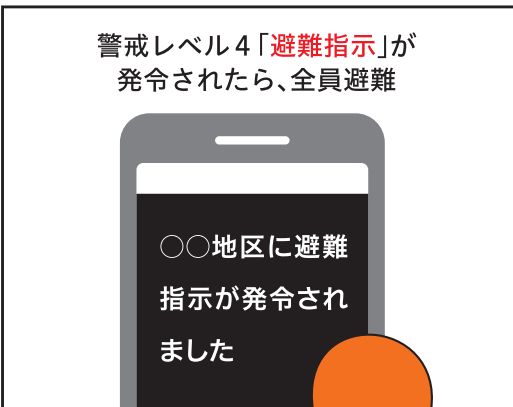 警戒レベル4「避難指示」が
発令されたら、全員避難
○○地区に避難
指示が発令され
ました